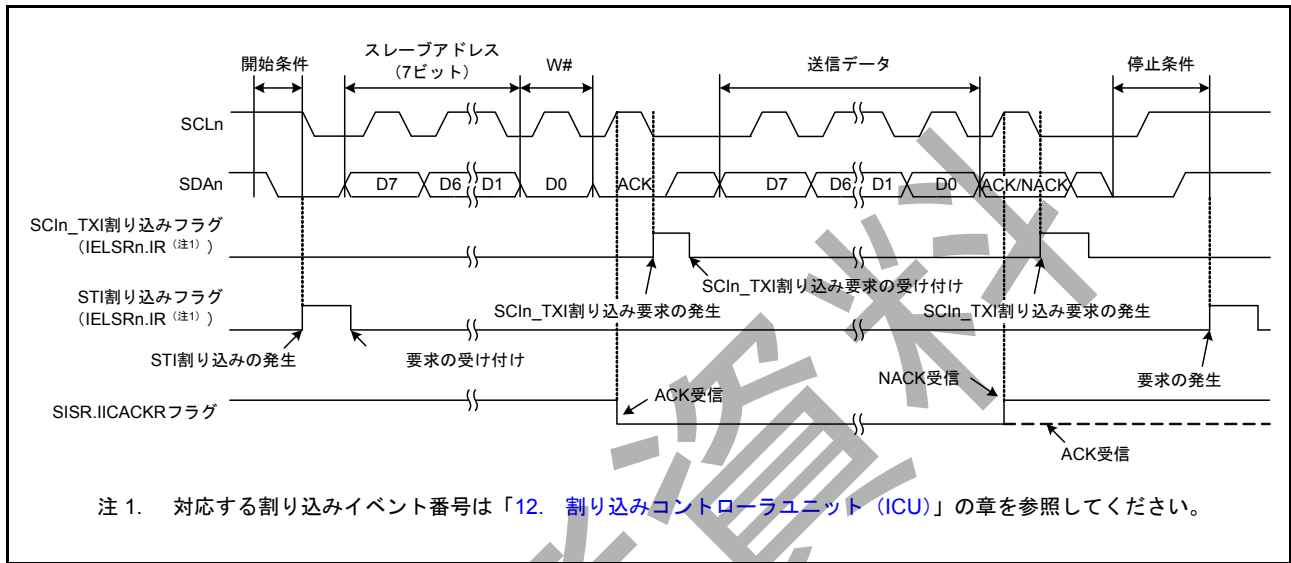 開始条件
スレーブアドレス
（7ビット）
W#
送信データ
停止条件
SCLn
SDAn
D7
D6
D1
D0
ACK
D7
D6
D1
D0
ACK/NACK
SCIn_TXI割り込みフラグ
（IELSRn.IR（注1））
SCIn_TXI割り込み要求の受け付け
SCIn_TXI割り込み要求の発生
SCIn_TXI割り込み要求の発生
STI割り込みフラグ
（IELSRn.IR（注1））
STI割り込みの発生
要求の受け付け
要求の発生
SISR.IICACKRフラグ
ACK受信
NACK受信
ACK受信
注 1. 対応する割り込みイベント番号は「12. 割り込みコントローラユニット（ICU）」の章を参照してください。
資料